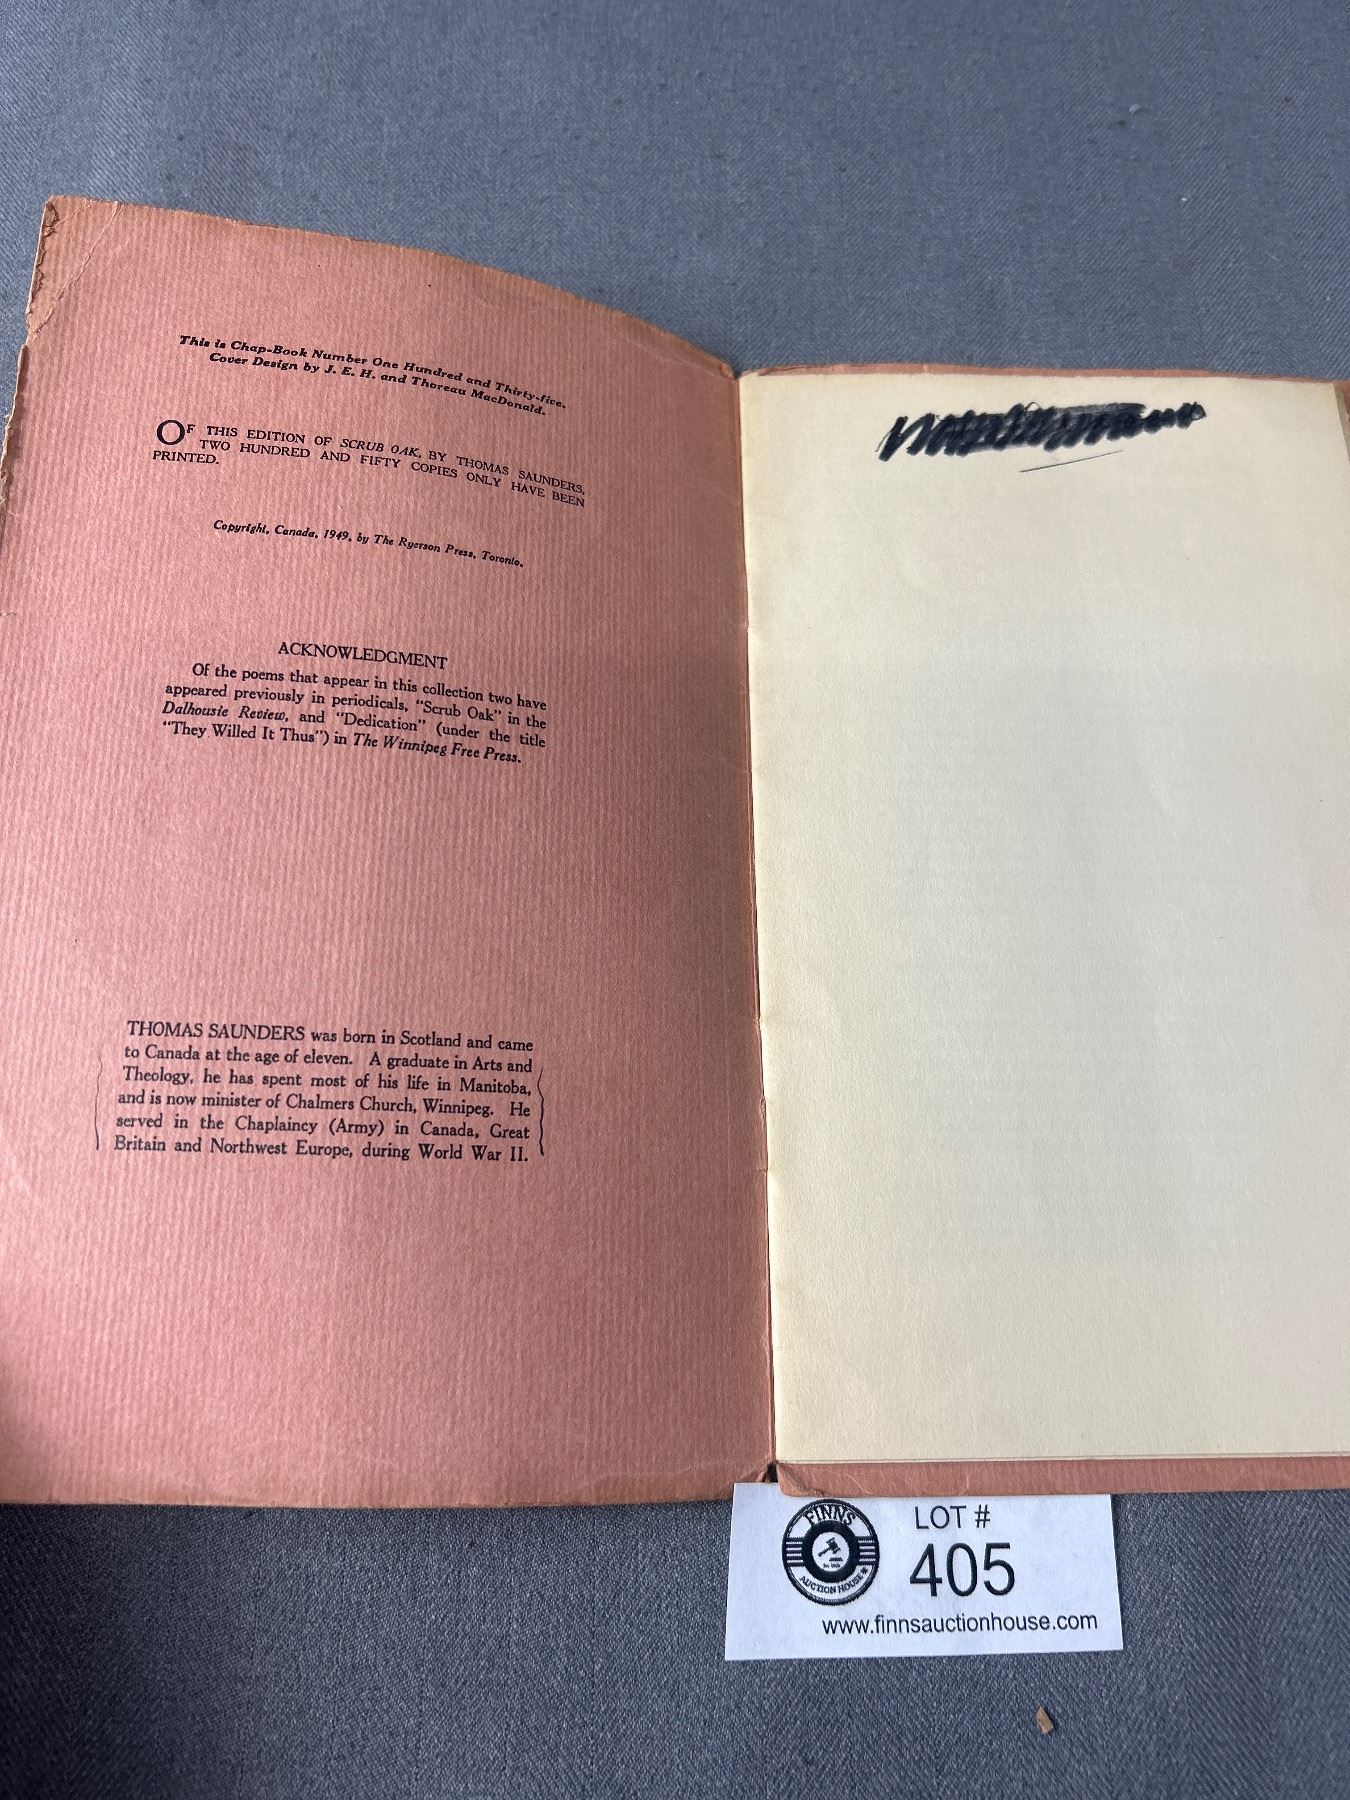 This is Chap-Book Number One Hundred and Thirty-five.
Cover Design by J. E. H. and Thoreau MacDonald.
OF THIS EDITION OF SCRUB OAK, BY THOMAS SAUNDERS,
TWO HUNDRED AND FIFTY COPIES ONLY HAVE BEEN
PRINTED.
Copyright, Canada, 1949, by The Ryerson Press, Toronto.
ACKNOWLEDGMENT
Of the poems that appear in this collection two have
appeared previously in periodicals, "Scrub Oak" in the
Dalhousie Review, and "Dedication" (under the title
"They Willed It Thus") in The Winnipeg Free Press.
THOMAS SAUNDERS was born in Scotland and came
to Canada at the age of eleven. A graduate in Arts and
Theology, he has spent most of his life in Manitoba,
and is now minister of Chalmers Church, Winnipeg. He
served in the Chaplaincy (Army) in Canada, Great
Britain and Northwest Europe, during World War II.
FINNS
AUCTION HOUSE
LOT #
405
www.finnsauctionhouse.com